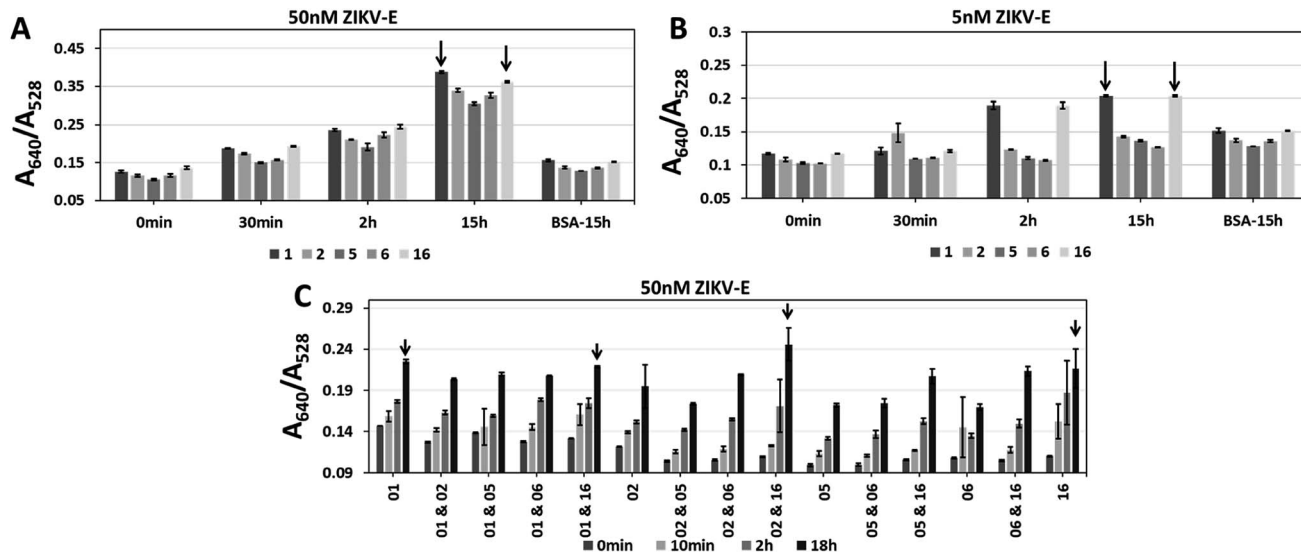 A
50nM ZIKV-E
A640/A528
0.45
0.35
0.25
0.15
0.05
0min 30min 2h 15h BSA-15h
1 2 5 6 16
B
5nM ZIKV-E
A640/A528
0.3
0.25
0.2
0.15
0.1
0.05
0min 30min 2h 15h BSA-15h
1 2 5 6 16
C
50nM ZIKV-E
A640/A528
0.29
0.24
0.19
0.14
0.09
01
01 & 02
01 & 05
01 & 06
01 & 16
02
02 & 05
02 & 06
02 & 16
05
05 & 06
05 & 16
06
06 & 16
16
0min 10min 2h 18h